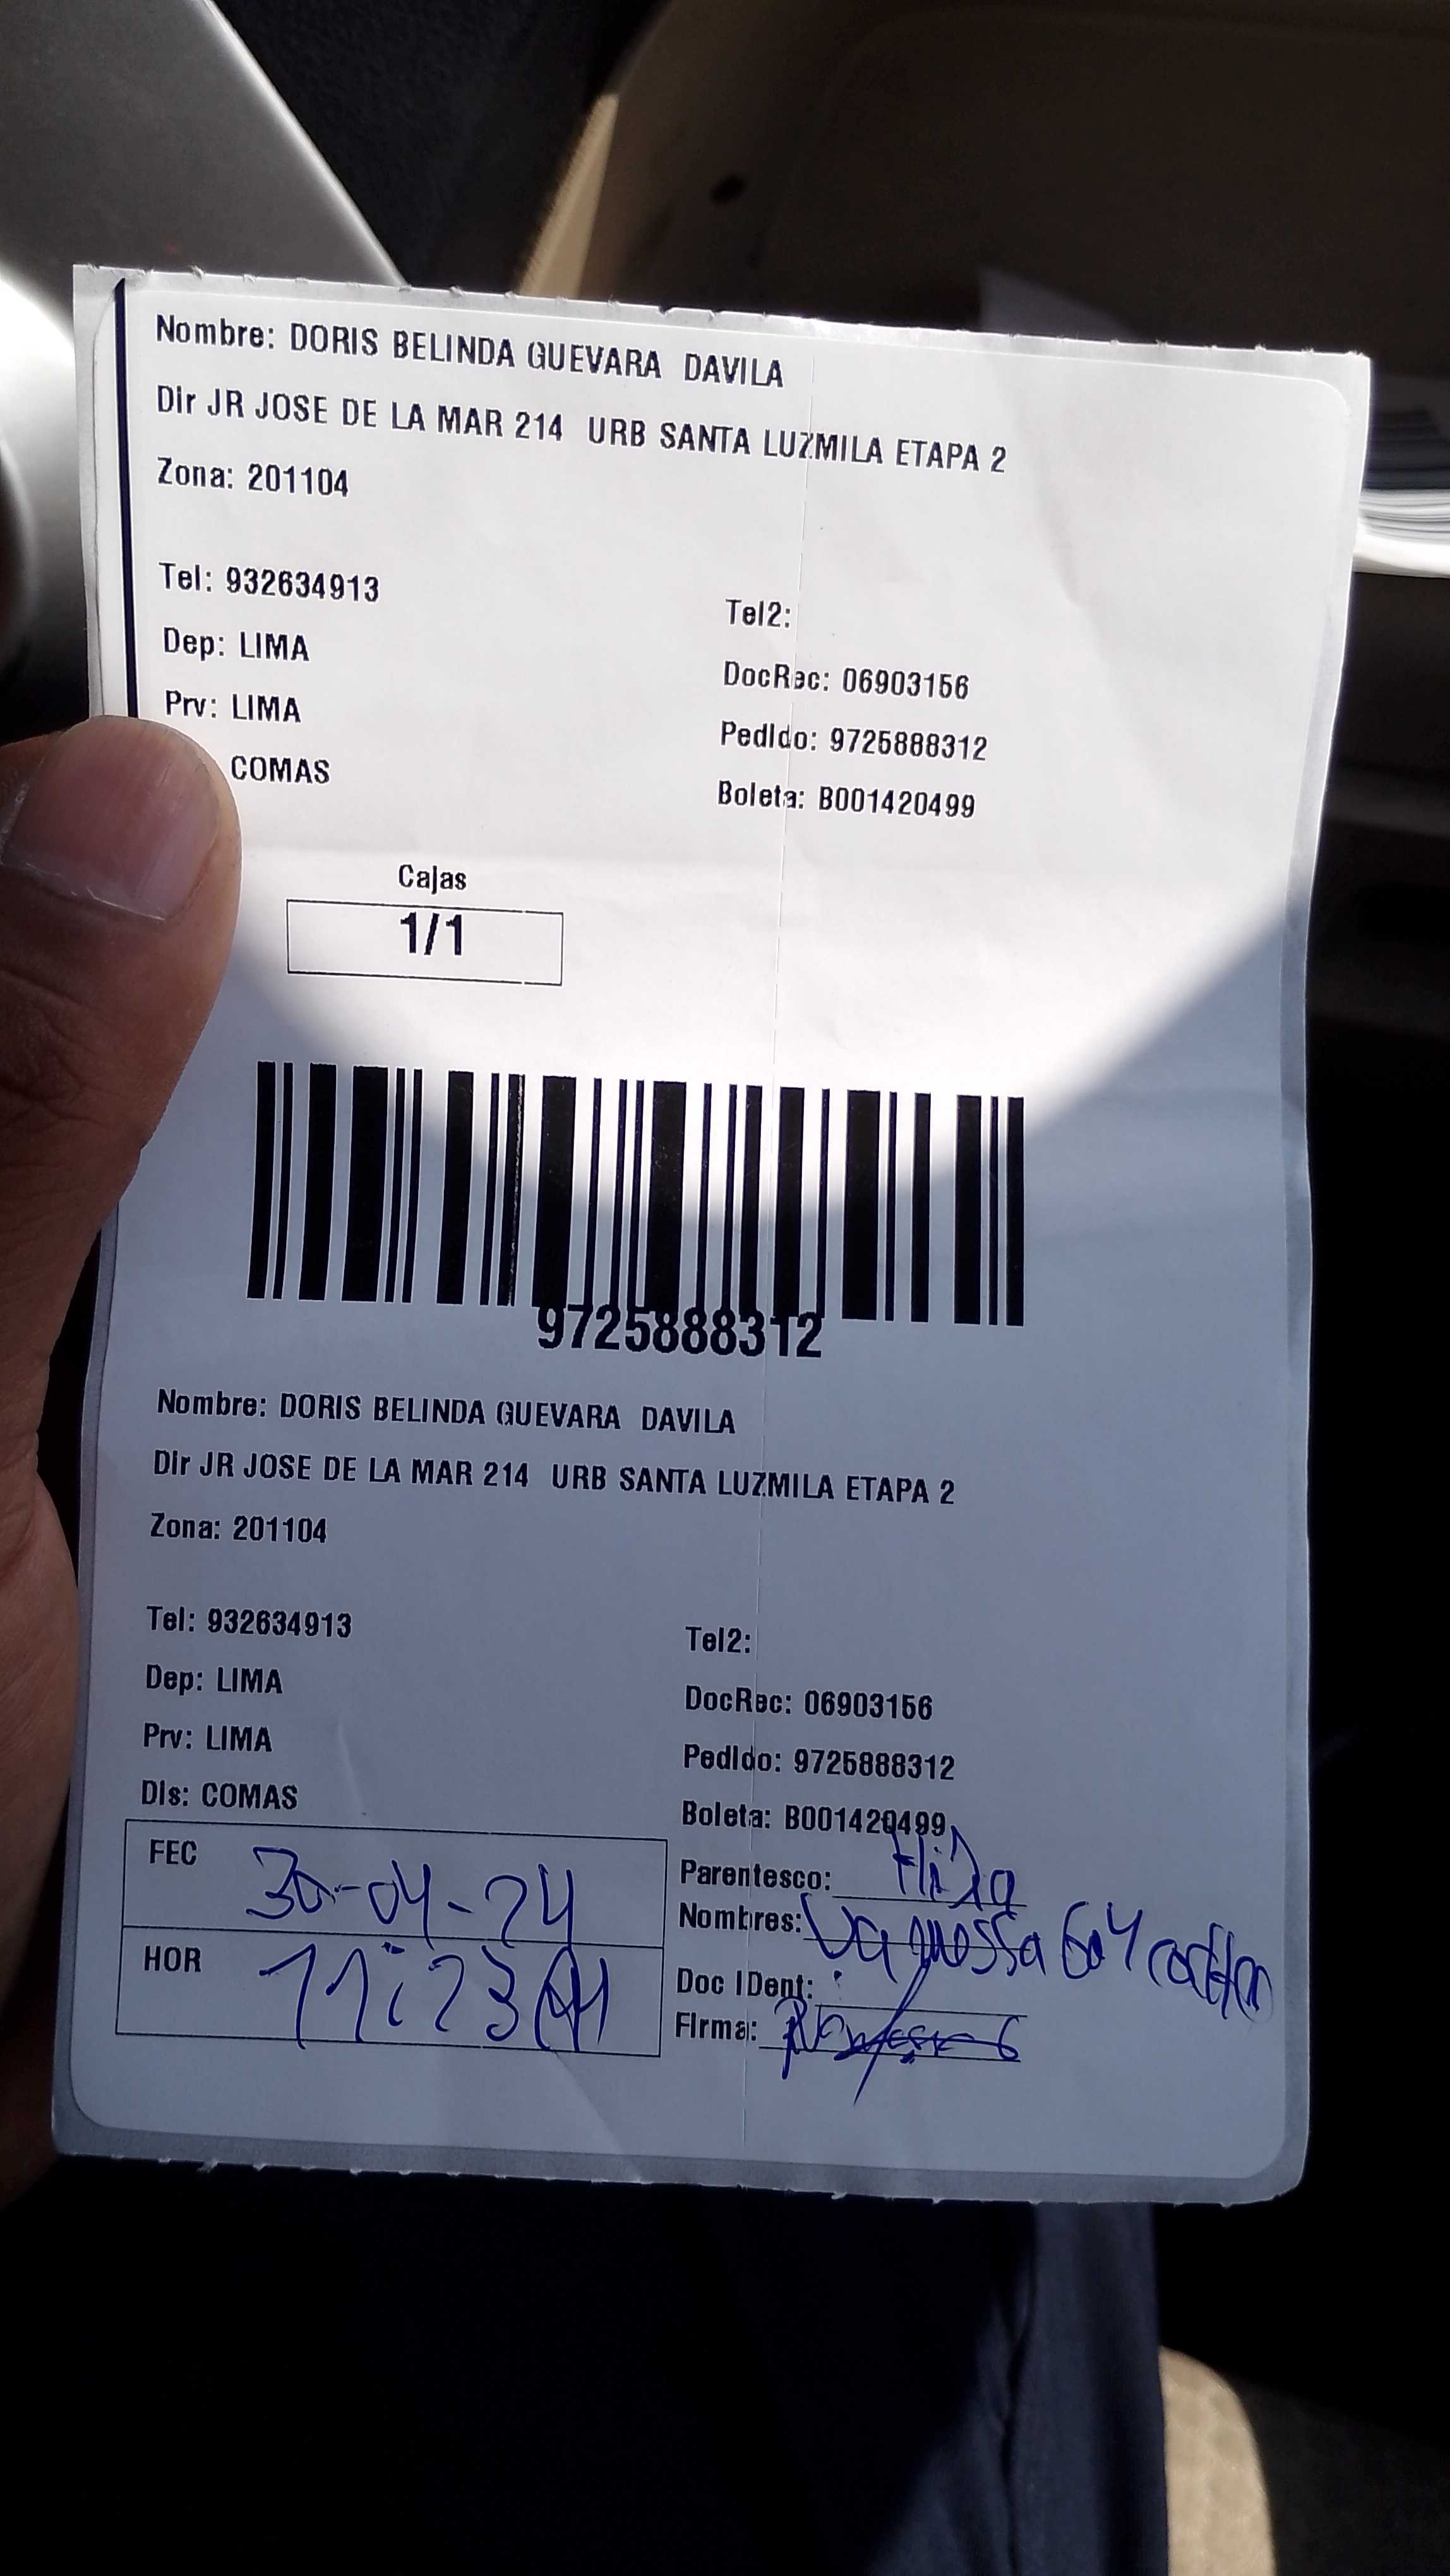 Nombre: DORIS BELINDA GUEVARA DAVILA
Dir JR JOSE DE LA MAR 214 URB SANTA LUZMILA ETAPA 2
Zona: 201104
Tel: 932634913 Tel2:
Dep: LIMA DocRec: 06903156
Prv: LIMA Pedido: 9725888312
COMAS Boleta: B001420499
Cajas
1/1
9725888312
Nombre: DORIS BELINDA GUEVARA DAVILA
Dir JR JOSE DE LA MAR 214 URB SANTA LUZMILA ETAPA 2
Zona: 201104
Tel: 932634913 Tel2:
Dep: LIMA DocRec: 06903156
Prv: LIMA Pedido: 9725888312
Dis: COMAS Boleta: B001420499
FEC 30-04-24 Parentesco: Hija
Nombres: Vanessa
HOR 11:23 AM Doc IDent:
Firma: